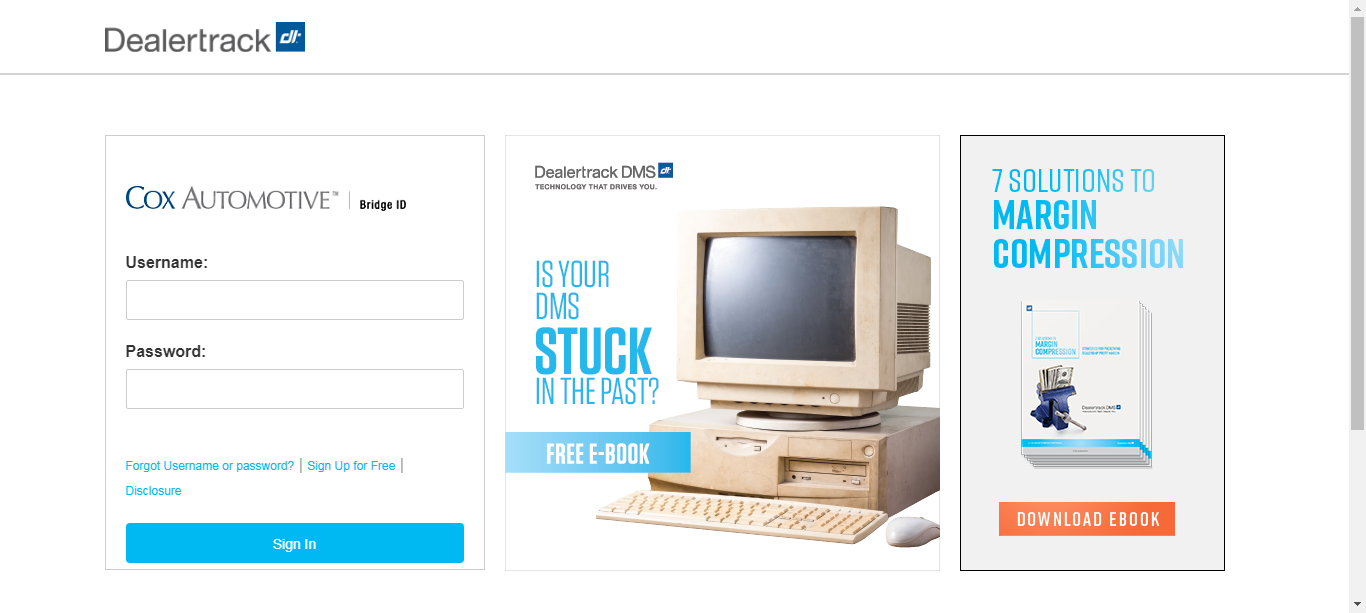 Dealertrack dlr
COX AUTOMOTIVE™ | Bridge ID
Username:
Password:
Forgot Username or password? | Sign Up for Free |
Disclosure
Sign In
Dealertrack DMS
TECHNOLOGY THAT DRIVES YOU.
IS YOUR
DMS
STUCK
IN THE PAST?
FREE E-BOOK
7 SOLUTIONS TO
MARGIN
COMPRESSION
MARGIN
COMPRESSION
Dealertrack DMS
DOWNLOAD EBOOK